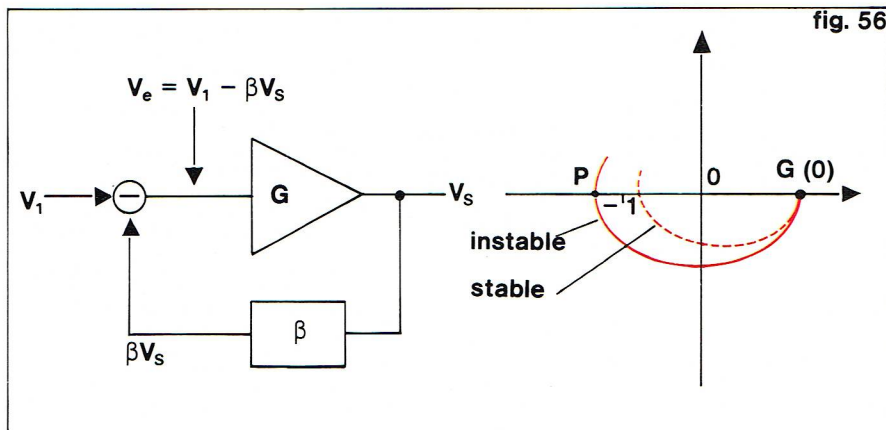 fig. 56
Vₑ = V₁ − βVₛ
V₁
−
G
Vₛ
β
βVₛ
P
−1
0
G (0)
instable
stable